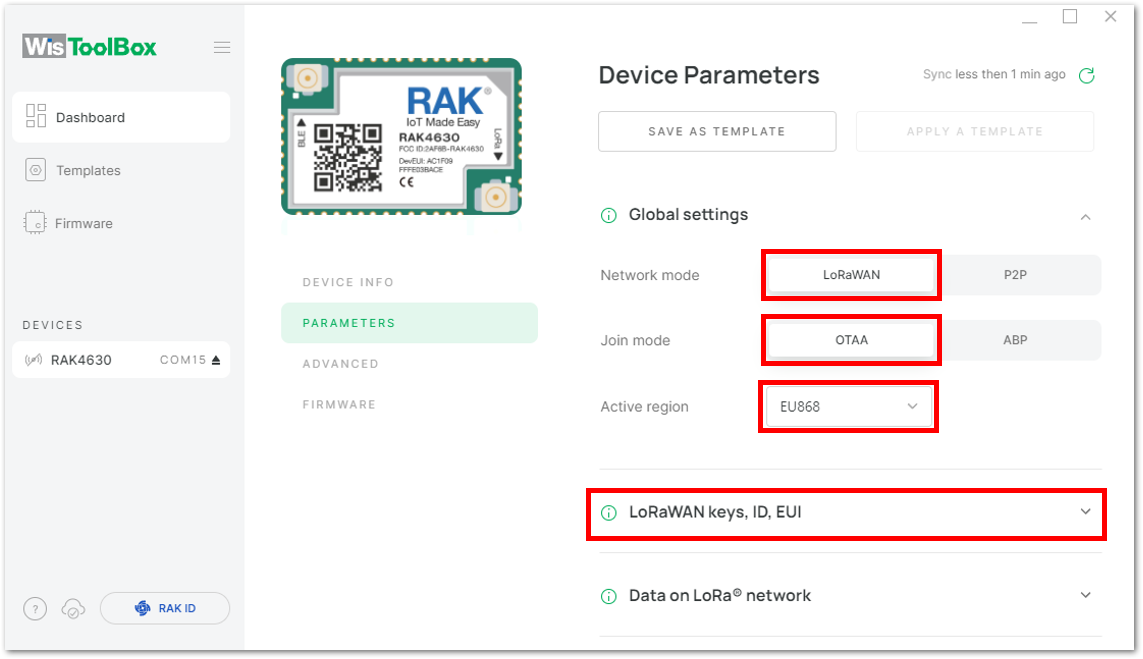 WisToolBox
Dashboard
Templates
Firmware
DEVICES
RAK4630 COM15
?
RAK ID
RAK®
IoT Made Easy
RAK4630
FCC ID:2AF6B-RAK4630
DevEUI: AC1F09
FFFE03BACE
CE
BLE
LoRa
DEVICE INFO
PARAMETERS
ADVANCED
FIRMWARE
Device Parameters
Sync less then 1 min ago
SAVE AS TEMPLATE
APPLY A TEMPLATE
Global settings
Network mode LoRaWAN P2P
Join mode OTAA ABP
Active region EU868
LoRaWAN keys, ID, EUI
Data on LoRa® network